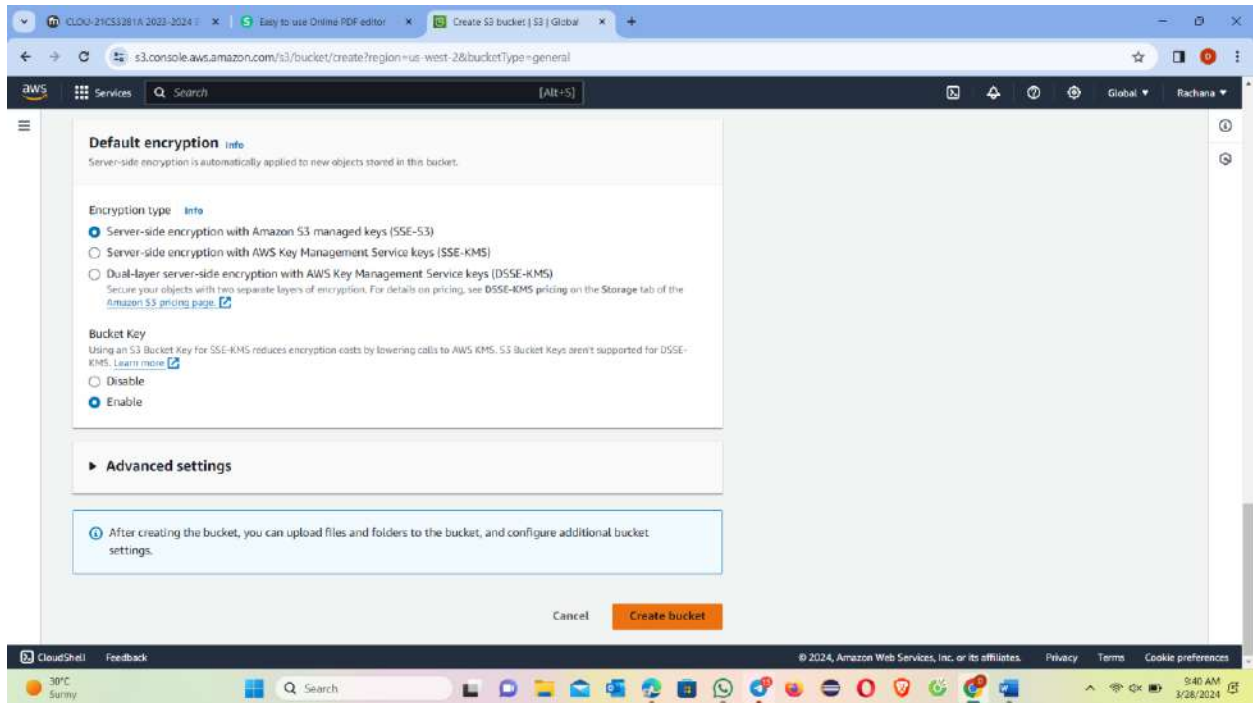 CLOU-21CS3281A 2023-2024
Easy to use Online PDF editor
Create S3 bucket | S3 | Global
s3.console.aws.amazon.com/s3/bucket/create?region=us-west-2&bucketType=general
aws
Services
Search
[Alt+S]
Global
Rachana
Default encryption Info
Server-side encryption is automatically applied to new objects stored in this bucket.
Encryption type Info
Server-side encryption with Amazon S3 managed keys (SSE-S3)
Server-side encryption with AWS Key Management Service keys (SSE-KMS)
Dual-layer server-side encryption with AWS Key Management Service keys (DSSE-KMS)
Secure your objects with two separate layers of encryption. For details on pricing, see DSSE-KMS pricing on the Storage tab of the
Amazon S3 pricing page.
Bucket Key
Using an S3 Bucket Key for SSE-KMS reduces encryption costs by lowering calls to AWS KMS. S3 Bucket Keys aren't supported for DSSE-
KMS. Learn more
Disable
Enable
Advanced settings
After creating the bucket, you can upload files and folders to the bucket, and configure additional bucket
settings.
Cancel
Create bucket
CloudShell
Feedback
© 2024, Amazon Web Services, Inc. or its affiliates.
Privacy
Terms
Cookie preferences
30°C
Sunny
Search
9:40 AM
3/28/2024